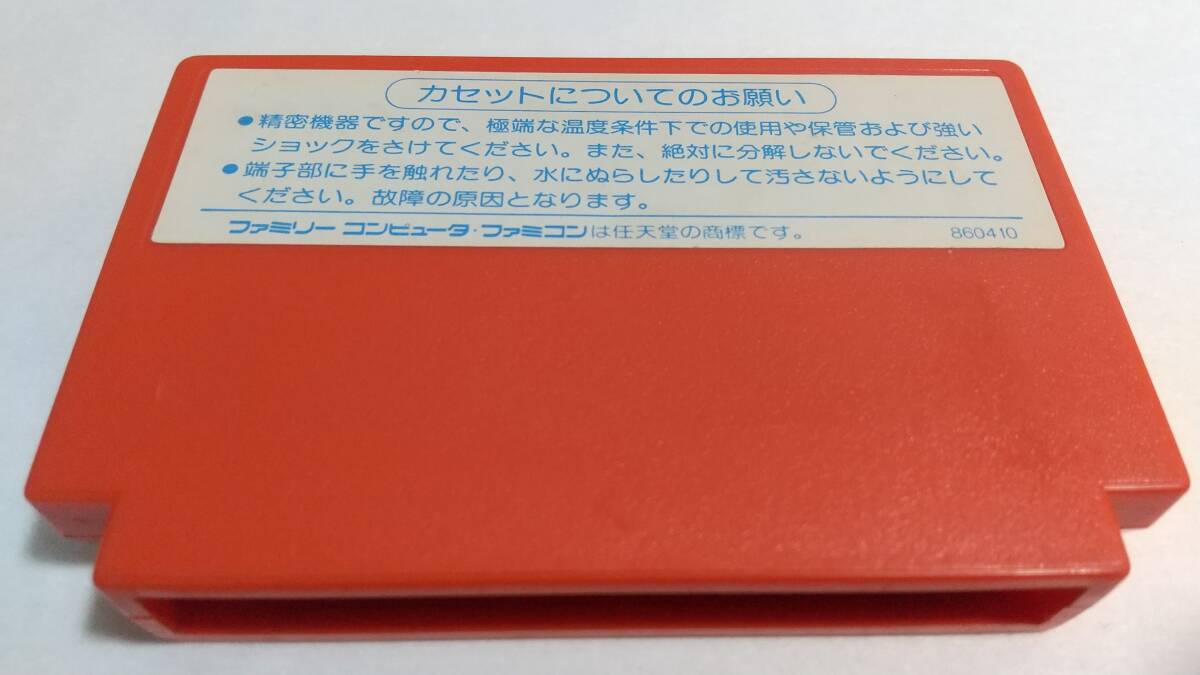 カセットについてのお願い
●精密機器ですので、極端な温度条件下での使用や保管および強い
ショックをさけてください。また、絶対に分解しないでください。
●端子部に手を触れたり、水にぬらしたりして汚さないようにして
ください。故障の原因となります。
ファミリー コンピュータ・ファミコンは任天堂の商標です。 860410